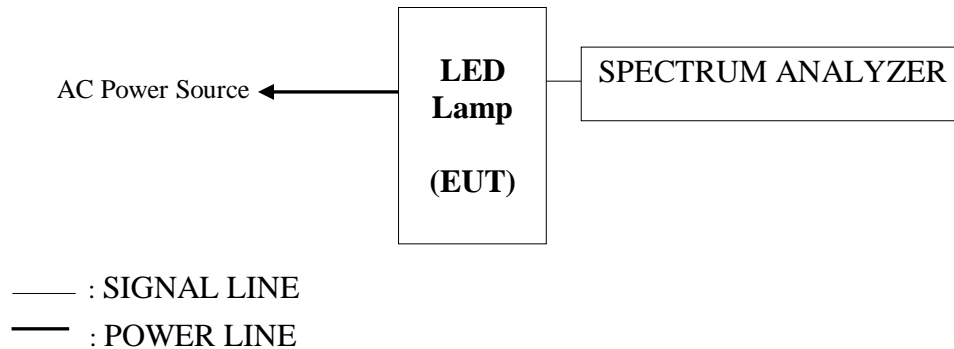 AC Power Source
LED
Lamp
(EUT)
SPECTRUM ANALYZER
: SIGNAL LINE
: POWER LINE